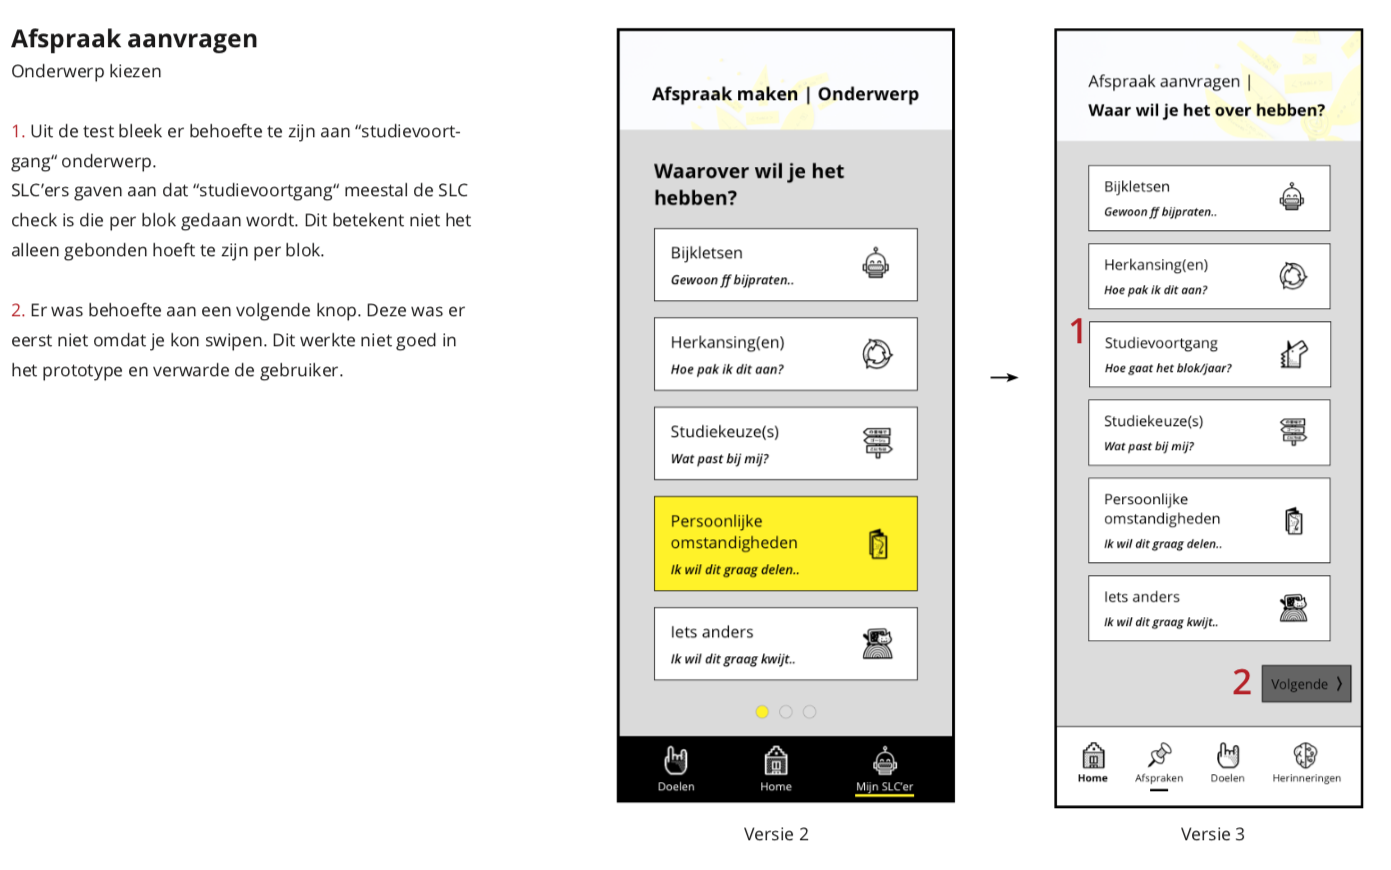 Afspraak aanvragen
Onderwerp kiezen
1. Uit de test bleek er behoefte te zijn aan “studievoort-
gang“ onderwerp.
SLC’ers gaven aan dat “studievoortgang“ meestal de SLC
check is die per blok gedaan wordt. Dit betekent niet het
alleen gebonden hoeft te zijn per blok.
2. Er was behoefte aan een volgende knop. Deze was er
eerst niet omdat je kon swipen. Dit werkte niet goed in
het prototype en verwarde de gebruiker.
Afspraak maken | Onderwerp
Waarover wil je het
hebben?
Bijkletsen
Gewoon ff bijpraten..
Herkansing(en)
Hoe pak ik dit aan?
Studiekeuze(s)
Wat past bij mij?
Persoonlijke
omstandigheden
Ik wil dit graag delen..
Iets anders
Ik wil dit graag kwijt..
Doelen
Home
Mijn SLC’er
Versie 2
Afspraak aanvragen |
Waar wil je het over hebben?
Bijkletsen
Gewoon ff bijpraten..
Herkansing(en)
Hoe pak ik dit aan?
1
Studievoortgang
Hoe gaat het blok/jaar?
Studiekeuze(s)
Wat past bij mij?
Persoonlijke
omstandigheden
Ik wil dit graag delen..
Iets anders
Ik wil dit graag kwijt..
2
Volgende
Home
Afspraken
Doelen
Herinneringen
Versie 3